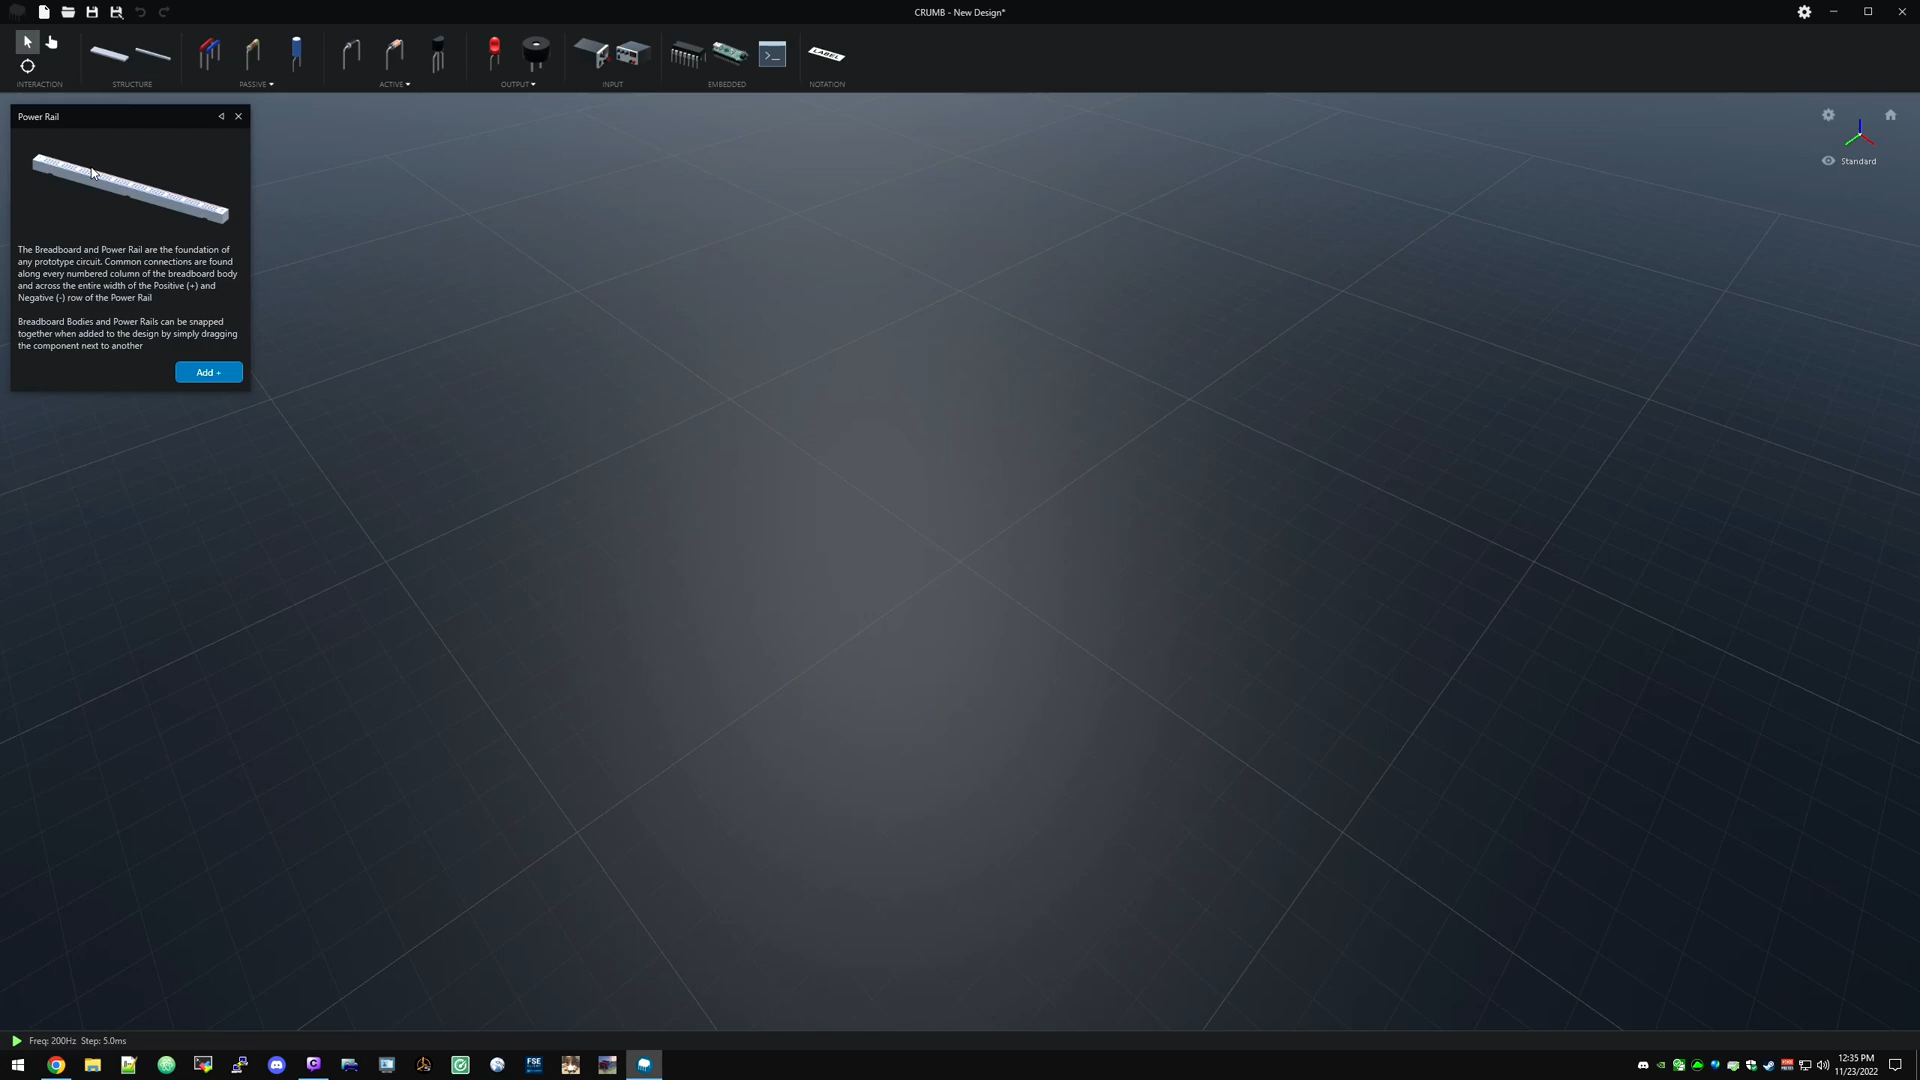 CRUMB - New Design*
INTERACTION
STRUCTURE
PASSIVE
ACTIVE
OUTPUT
INPUT
EMBEDDED
LABEL
NOTATION
Power Rail
The Breadboard and Power Rail are the foundation of
any prototype circuit. Common connections are found
along every numbered column of the breadboard body
and across the entire width of the Positive (+) and
Negative (-) row of the Power Rail
Breadboard Bodies and Power Rails can be snapped
together when added to the design by simply dragging
the component next to another
Add +
Standard
Freq: 200Hz Step: 5.0ms
FSE
12:35 PM
11/23/2022